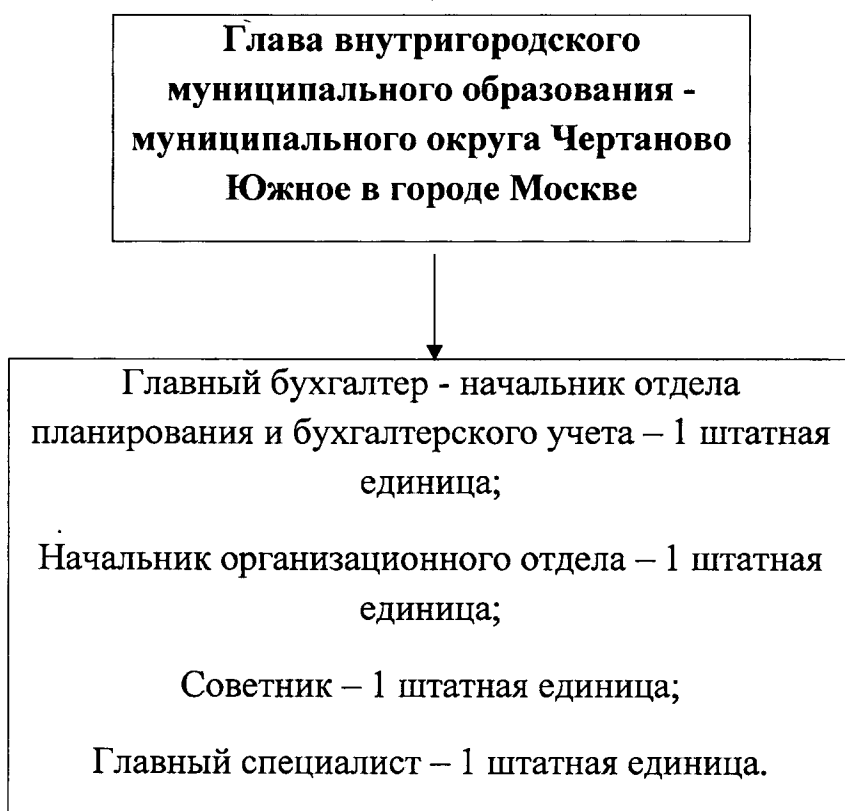 Глава внутригородского
муниципального образования -
муниципального округа Чертаново
Южное в городе Москве
Главный бухгалтер - начальник отдела
планирования и бухгалтерского учета – 1 штатная
единица;
Начальник организационного отдела – 1 штатная
единица;
Советник – 1 штатная единица;
Главный специалист – 1 штатная единица.